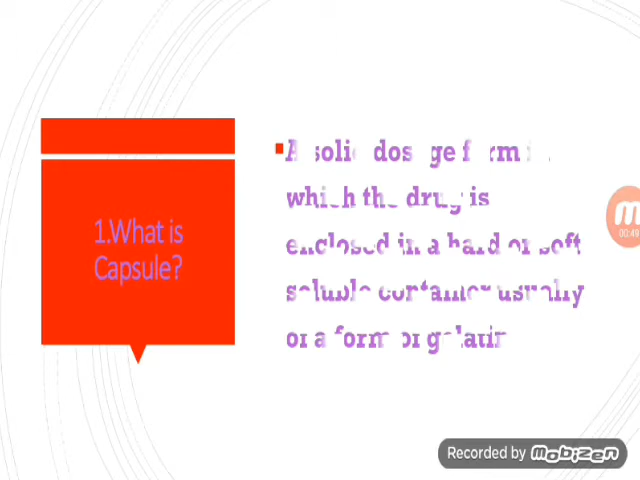 1.What is
Capsule?
A solid dosage form in
which the drug is
enclosed in a hard or soft
soluble container usually
of a form of gelatin
00:49
Recorded by mobizen